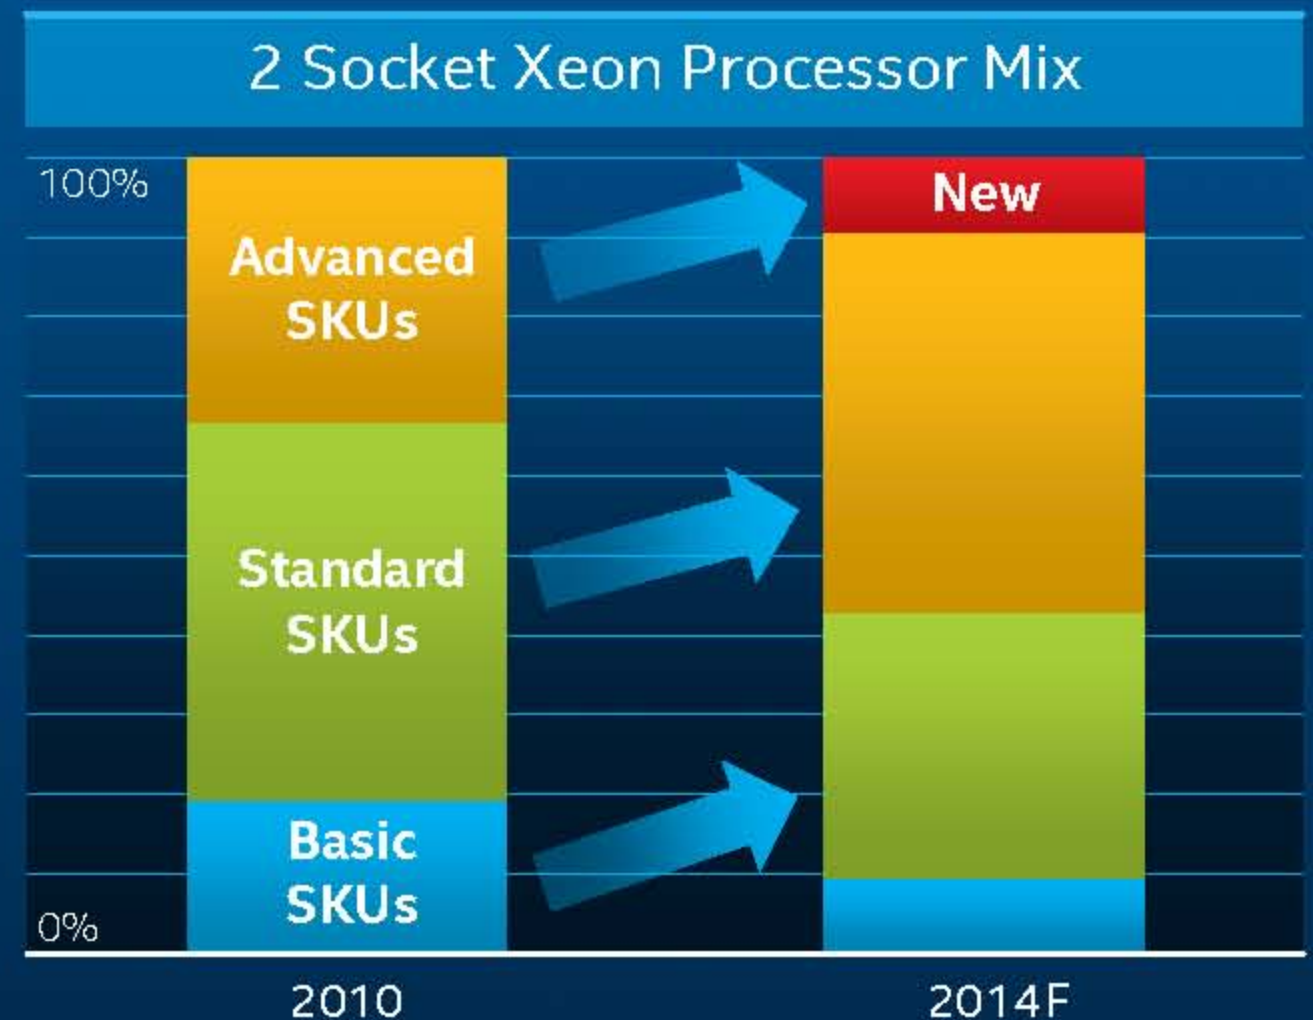 2 Socket Xeon Processor Mix
100%
Advanced
SKUs
New
Standard
SKUs
Basic
SKUs
0%
2010
2014F